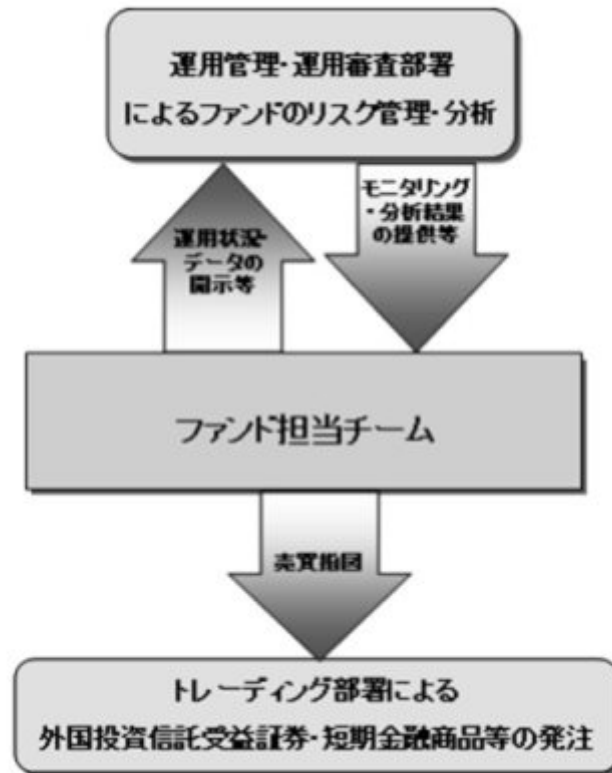 運用管理・運用審査部署
によるファンドのリスク管理・分析
モニタリング
・分析結果
の提供等
運用状況・
データの
開示等
ファンド担当チーム
売買指図
トレーディング部署による
外国投資信託受益証券・短期金融商品等の発注